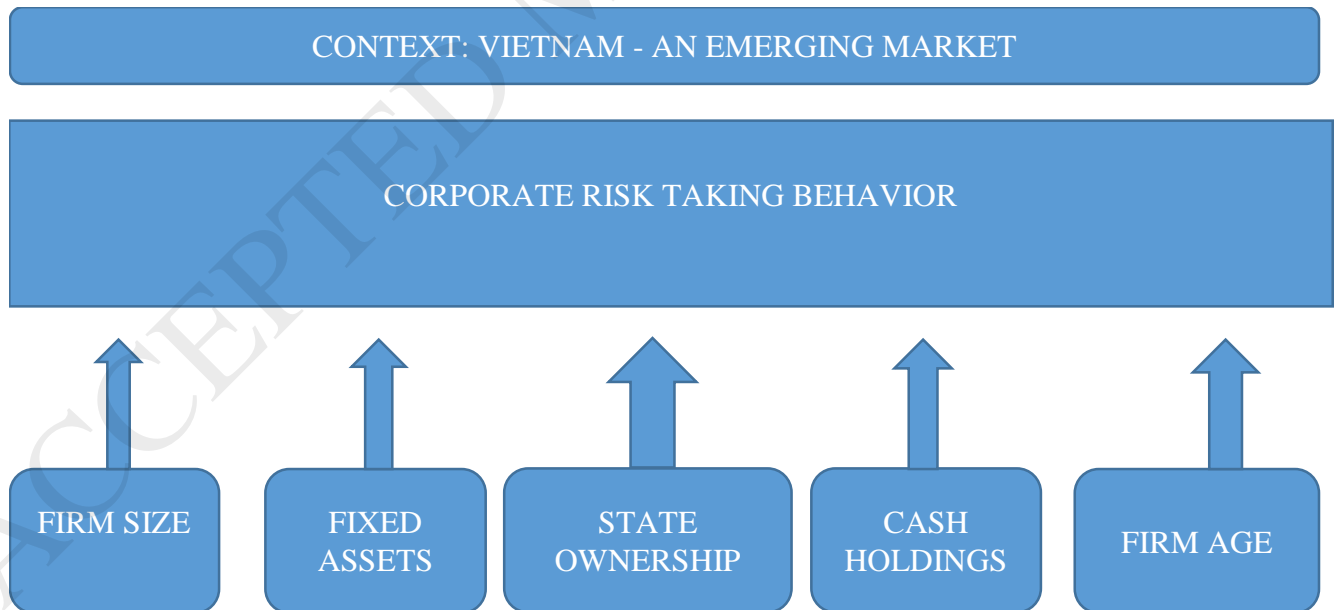 CONTEXT: VIETNAM - AN EMERGING MARKET
CORPORATE RISK TAKING BEHAVIOR
FIRM SIZE
FIXED
ASSETS
STATE
OWNERSHIP
CASH
HOLDINGS
FIRM AGE
ACCEPTED M